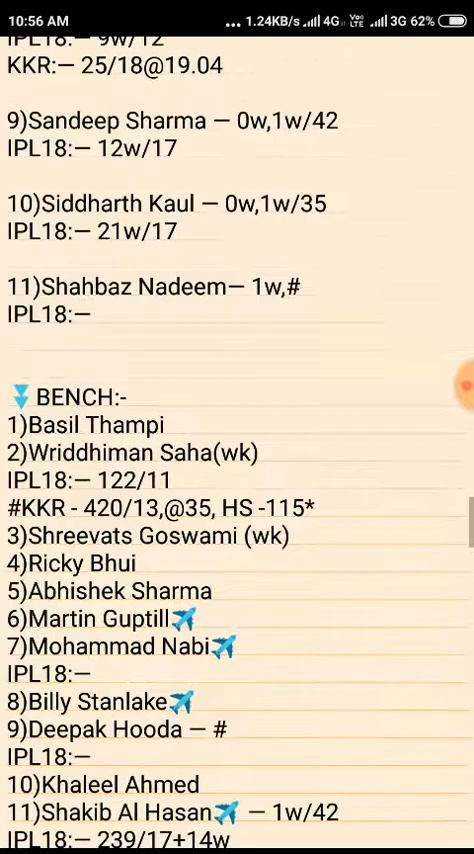 10:56 AM ... 1.24KB/s 4G Vo) LTE 3G 62%
IPL18:— 9w/12
KKR:— 25/18@19.04
9)Sandeep Sharma — 0w,1w/42
IPL18:— 12w/17
10)Siddharth Kaul — 0w,1w/35
IPL18:— 21w/17
11)Shahbaz Nadeem— 1w,#
IPL18:—
⏬ BENCH:-
1)Basil Thampi
2)Wriddhiman Saha(wk)
IPL18:— 122/11
#KKR - 420/13,@35, HS -115*
3)Shreevats Goswami (wk)
4)Ricky Bhui
5)Abhishek Sharma
6)Martin Guptill✈
7)Mohammad Nabi✈
IPL18:—
8)Billy Stanlake✈
9)Deepak Hooda — #
IPL18:—
10)Khaleel Ahmed
11)Shakib Al Hasan✈ — 1w/42
IPL18:— 239/17+14w